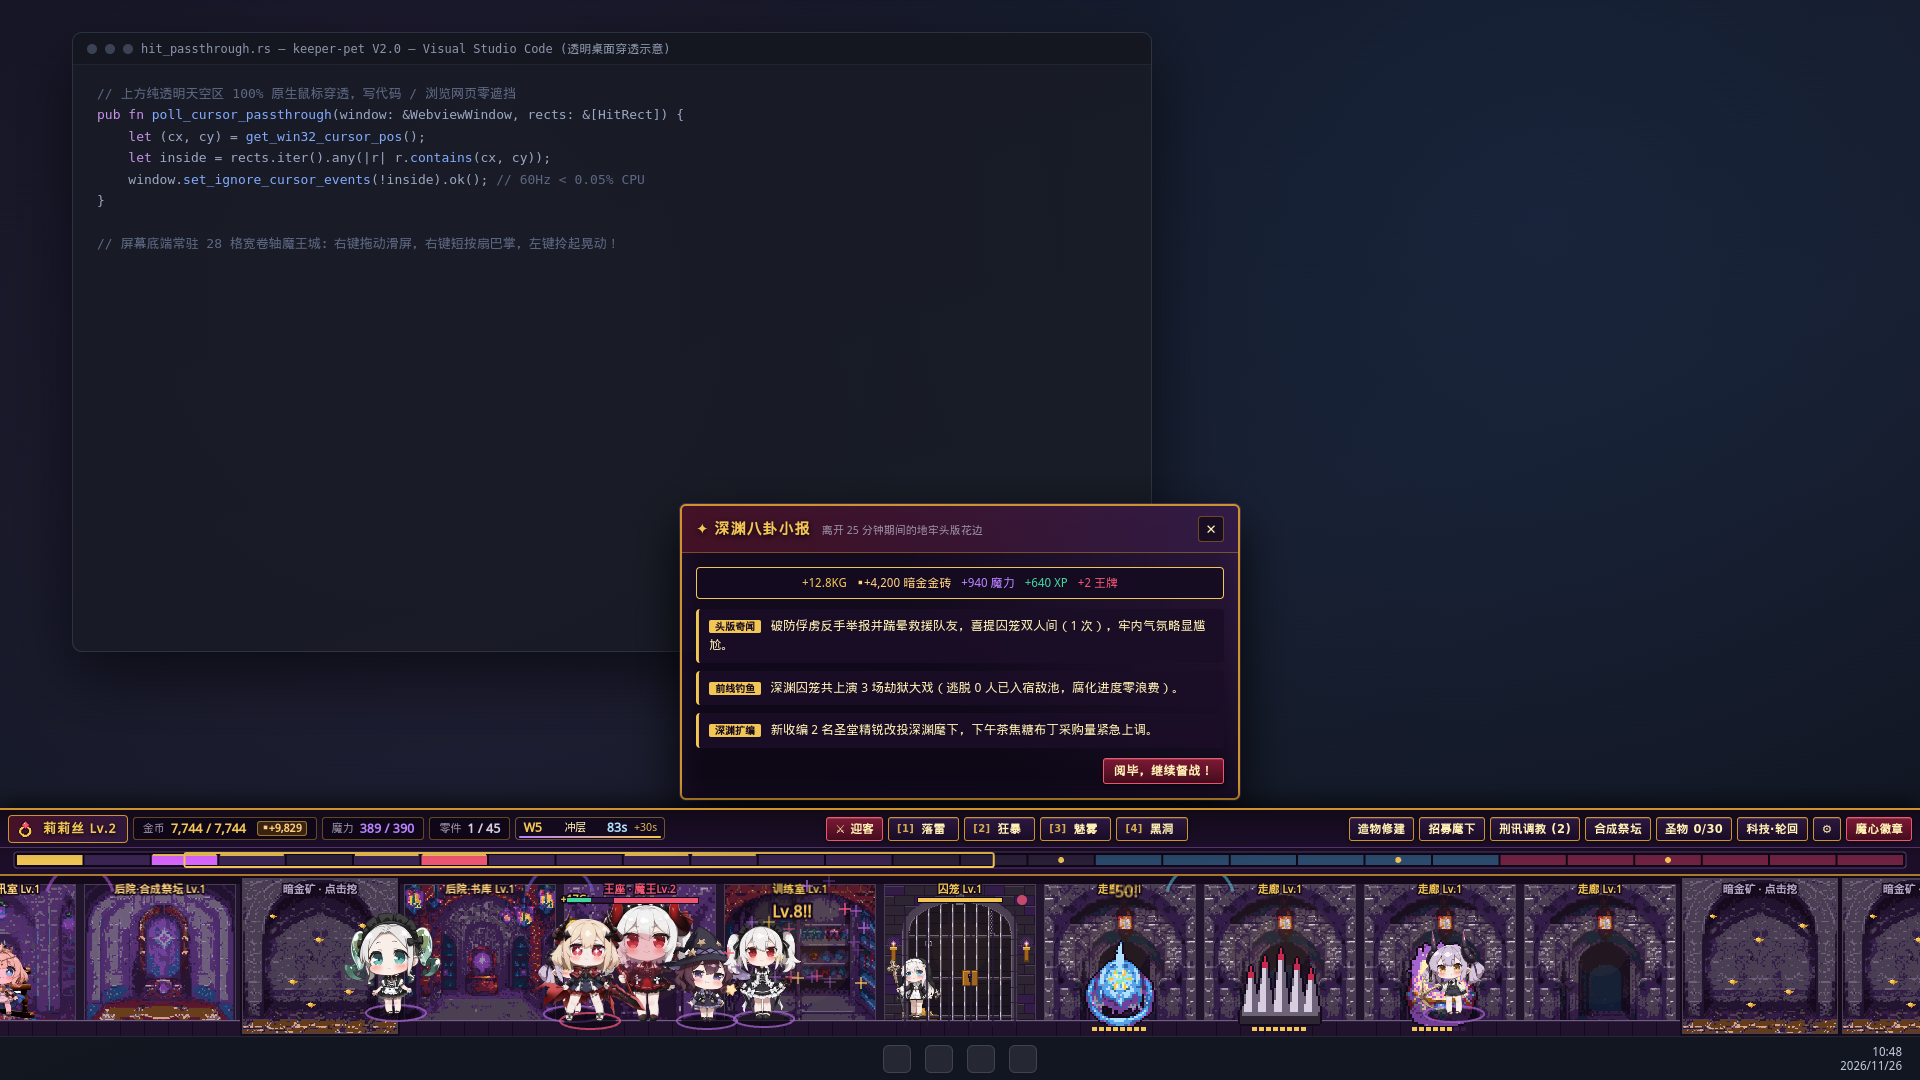 hit_passthrough.rs — keeper-pet V2.0 — Visual Studio Code (透明桌面穿透示意)
// 上方纯透明天空区 100% 原生鼠标穿透，写代码 / 浏览网页零遮挡
pub fn poll_cursor_passthrough(window: &WebviewWindow, rects: &[HitRect]) {
let (cx, cy) = get_win32_cursor_pos();
let inside = rects.iter().any(|r| r.contains(cx, cy));
window.set_ignore_cursor_events(!inside).ok(); // 60Hz < 0.05% CPU
}
// 屏幕底端常驻 28 格宽卷轴魔王城：右键拖动滑屏，右键短按扇巴掌，左键拎起晃动！
✦ 深渊八卦小报 离开 25 分钟期间的地牢头版花边 ✕
+12.8KG ▪+4,200 暗金金砖 +940 魔力 +640 XP +2 王牌
头版奇闻 破防俘虏反手举报并踹晕救援队友，喜提囚笼双人间（1 次），牢内气氛略显尴
尬。
前线钓鱼 深渊囚笼共上演 3 场劫狱大戏（逃脱 0 人已入宿敌池，腐化进度零浪费）。
深渊扩编 新收编 2 名圣堂精锐改投深渊麾下，下午茶焦糖布丁采购量紧急上调。
阅毕，继续督战！
莉莉丝 Lv.2 金币 7,744 / 7,744 ▪+9,829 魔力 389 / 390 零件 1 / 45 W5 冲层 83s +30s ⚔ 迎客 [1] 落雷 [2] 狂暴 [3] 魅雾 [4] 黑洞 造物修建 招募麾下 刑讯调教 (2) 合成祭坛 圣物 0/30 科技·轮回 ⚙ 魔心徽章
讯室 Lv.1 后院·合成祭坛 Lv.1 暗金矿 · 点击挖 后院·书库 Lv.1 王座 · 魔王Lv.2 训练室 Lv.1 囚笼 Lv.1 走廊 Lv.1 走廊 Lv.1 走廊 Lv.1 暗金矿 · 点击挖 暗金矿
50!!
Lv.8!!
10:48
2026/11/26